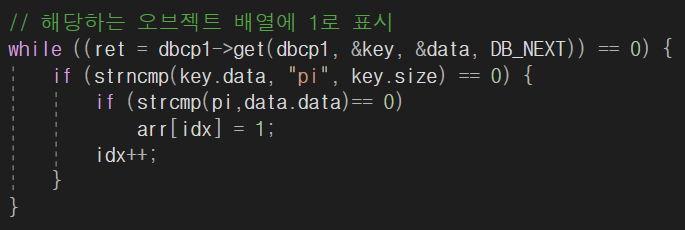 // 해당하는 오브젝트 배열에 1로 표시
while ((ret = dbcp1->get(dbcp1, &key, &data, DB_NEXT)) == 0) {
    if (strncmp(key.data, "pi", key.size) == 0) {
        if (strcmp(pi,data.data)== 0)
            arr[idx] = 1;
        idx++;
    }
}